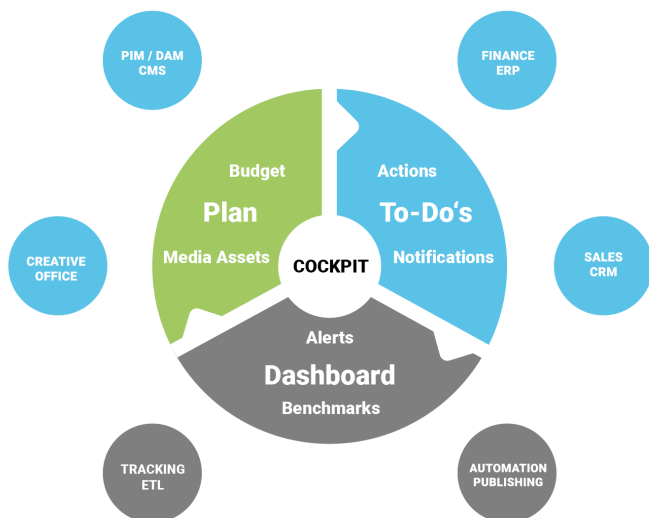 PIM / DAM
CMS
FINANCE
ERP
Budget
Plan
Media Assets
Actions
To-Do‘s
Notifications
CREATIVE
OFFICE
COCKPIT
SALES
CRM
Alerts
Dashboard
Benchmarks
TRACKING
ETL
AUTOMATION
PUBLISHING